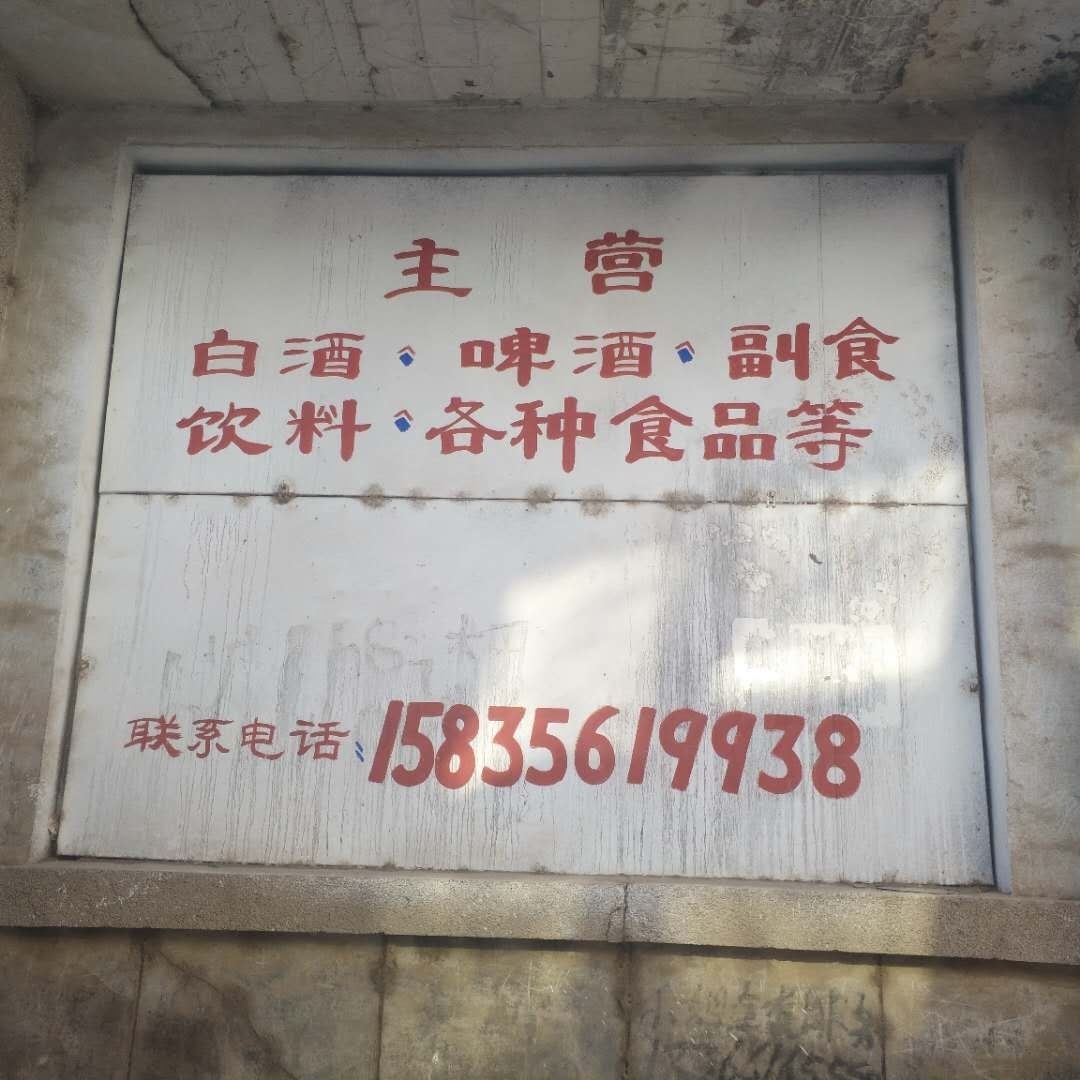 主营
白酒、啤酒、副食
饮料、各种食品等
联系电话:15835619938